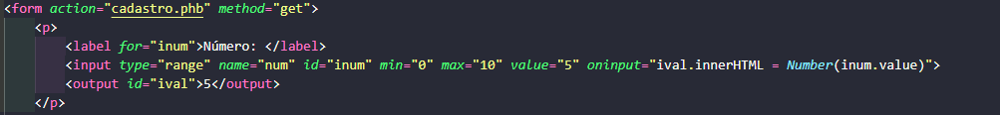 <form action="cadastro.phb" method="get">
<p>
<label for="inum">Número: </label>
<input type="range" name="num" id="inum" min="0" max="10" value="5" oninput="ival.innerHTML = Number(inum.value)">
<output id="ival">5</output>
</p>